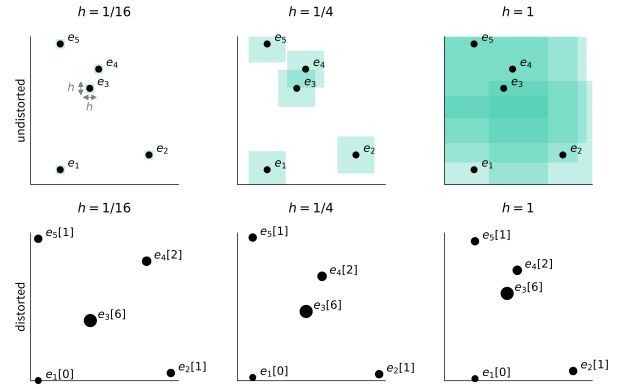 h = 1/16
h = 1/4
h = 1
undistorted
e5
e4
e3
h
h
e2
e1
e5
e4
e3
e2
e1
e5
e4
e3
e2
e1
h = 1/16
h = 1/4
h = 1
distorted
e5[1]
e4[2]
e3[6]
e2[1]
e1[0]
e5[1]
e4[2]
e3[6]
e2[1]
e1[0]
e5[1]
e4[2]
e3[6]
e2[1]
e1[0]